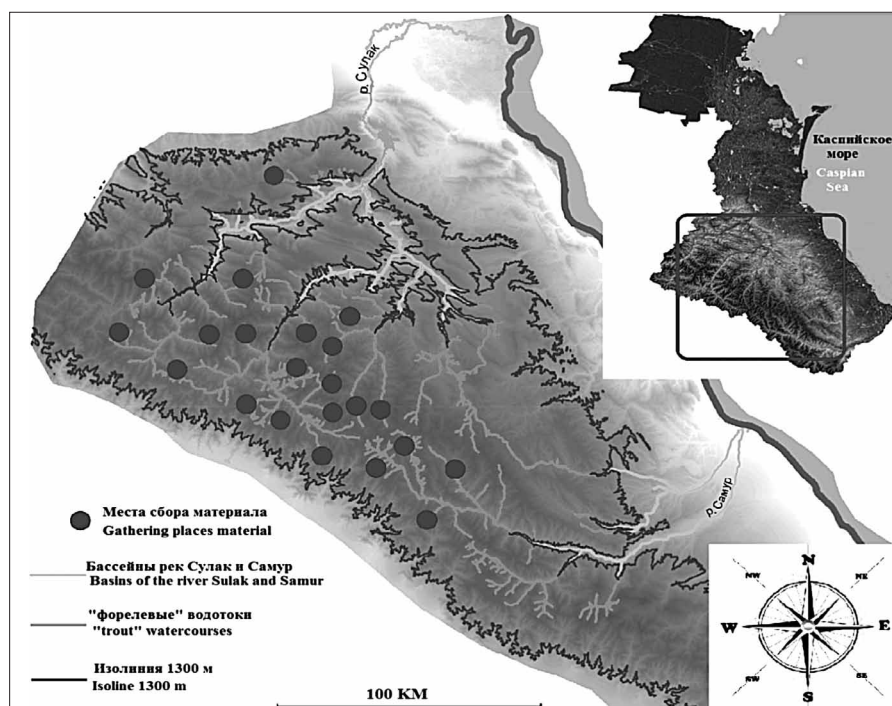 р. Сулак
Каспийское
море
Caspian
Sea
Места сбора материала
Gathering places material
Бассейны рек Сулак и Самур
Basins of the river Sulak and Samur
"форелевые" водотоки
"trout" watercourses
Изолиния 1300 м
Isoline 1300 m
100 КМ
р. Самур
N
NW
NE
W
E
SW
SE
S